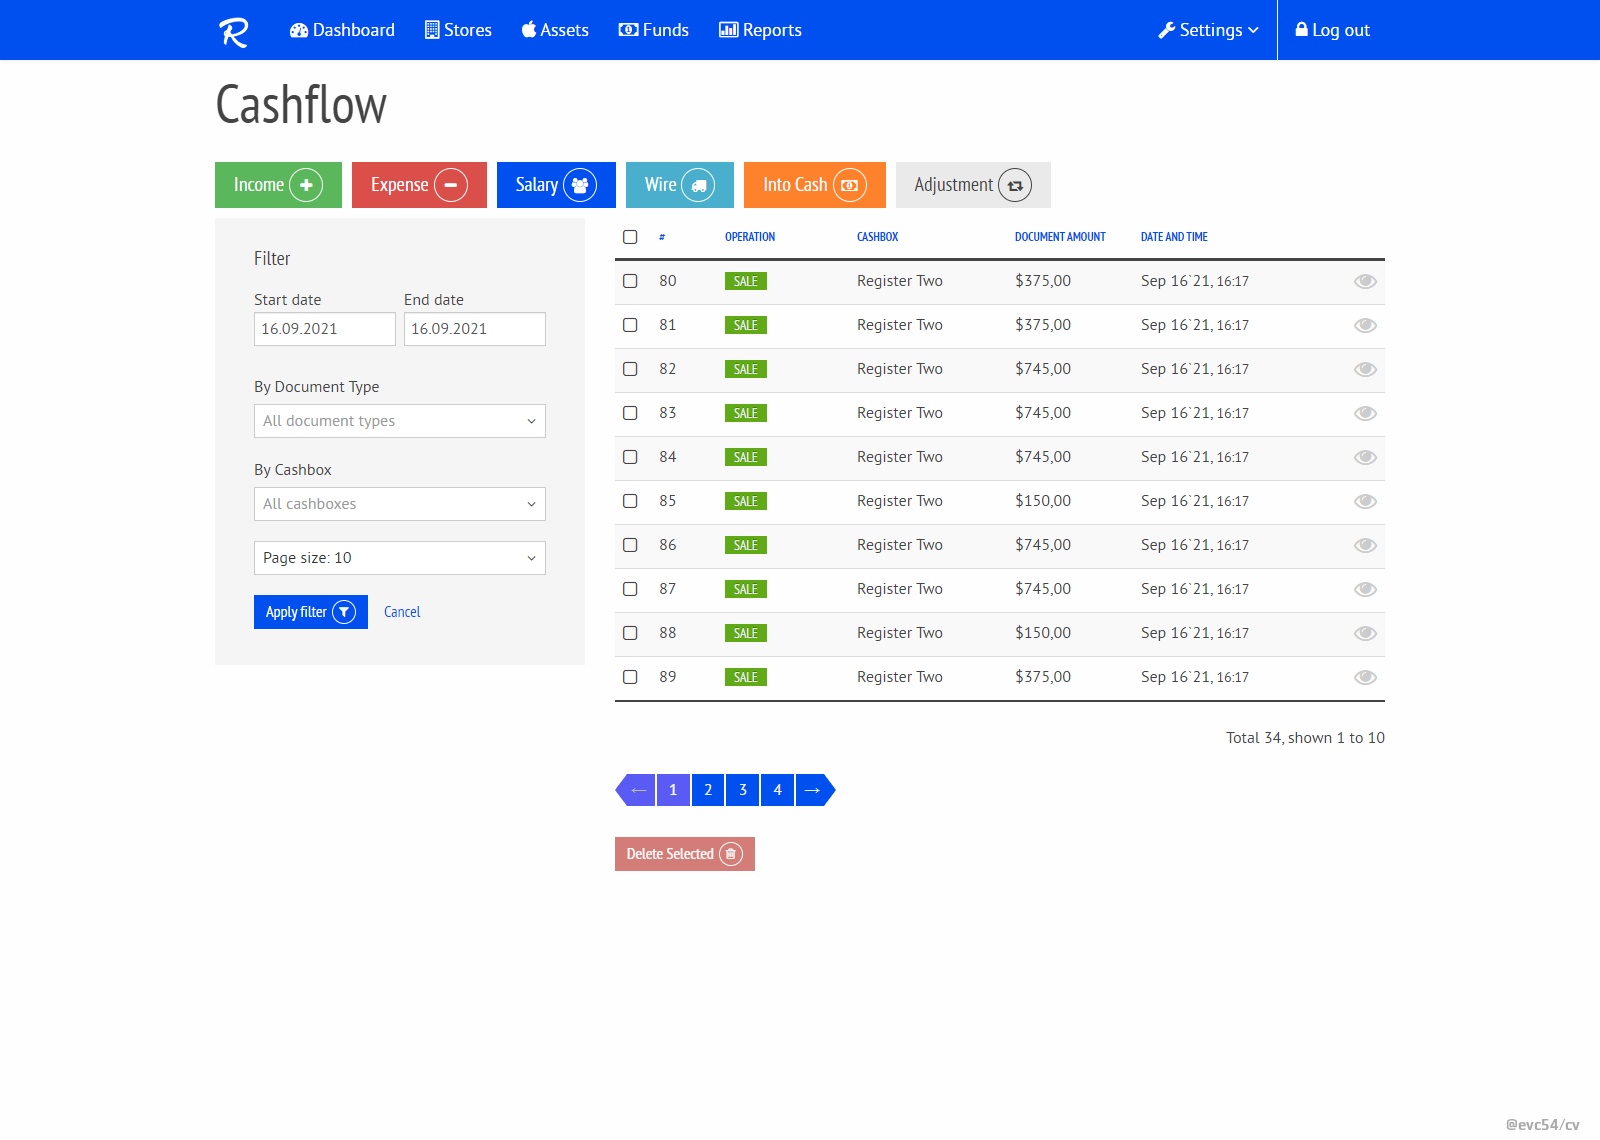 R Dashboard Stores Assets Funds Reports Settings Log out
Cashflow
Income Expense Salary Wire Into Cash Adjustment
Filter
Start date End date
16.09.2021 16.09.2021
By Document Type
All document types
By Cashbox
All cashboxes
Page size: 10
Apply filter Cancel
# OPERATION CASHBOX DOCUMENT AMOUNT DATE AND TIME
80 SALE Register Two $375,00 Sep 16`21, 16:17
81 SALE Register Two $375,00 Sep 16`21, 16:17
82 SALE Register Two $745,00 Sep 16`21, 16:17
83 SALE Register Two $745,00 Sep 16`21, 16:17
84 SALE Register Two $745,00 Sep 16`21, 16:17
85 SALE Register Two $150,00 Sep 16`21, 16:17
86 SALE Register Two $745,00 Sep 16`21, 16:17
87 SALE Register Two $745,00 Sep 16`21, 16:17
88 SALE Register Two $150,00 Sep 16`21, 16:17
89 SALE Register Two $375,00 Sep 16`21, 16:17
Total 34, shown 1 to 10
← 1 2 3 4 →
Delete Selected
@evc54/cv